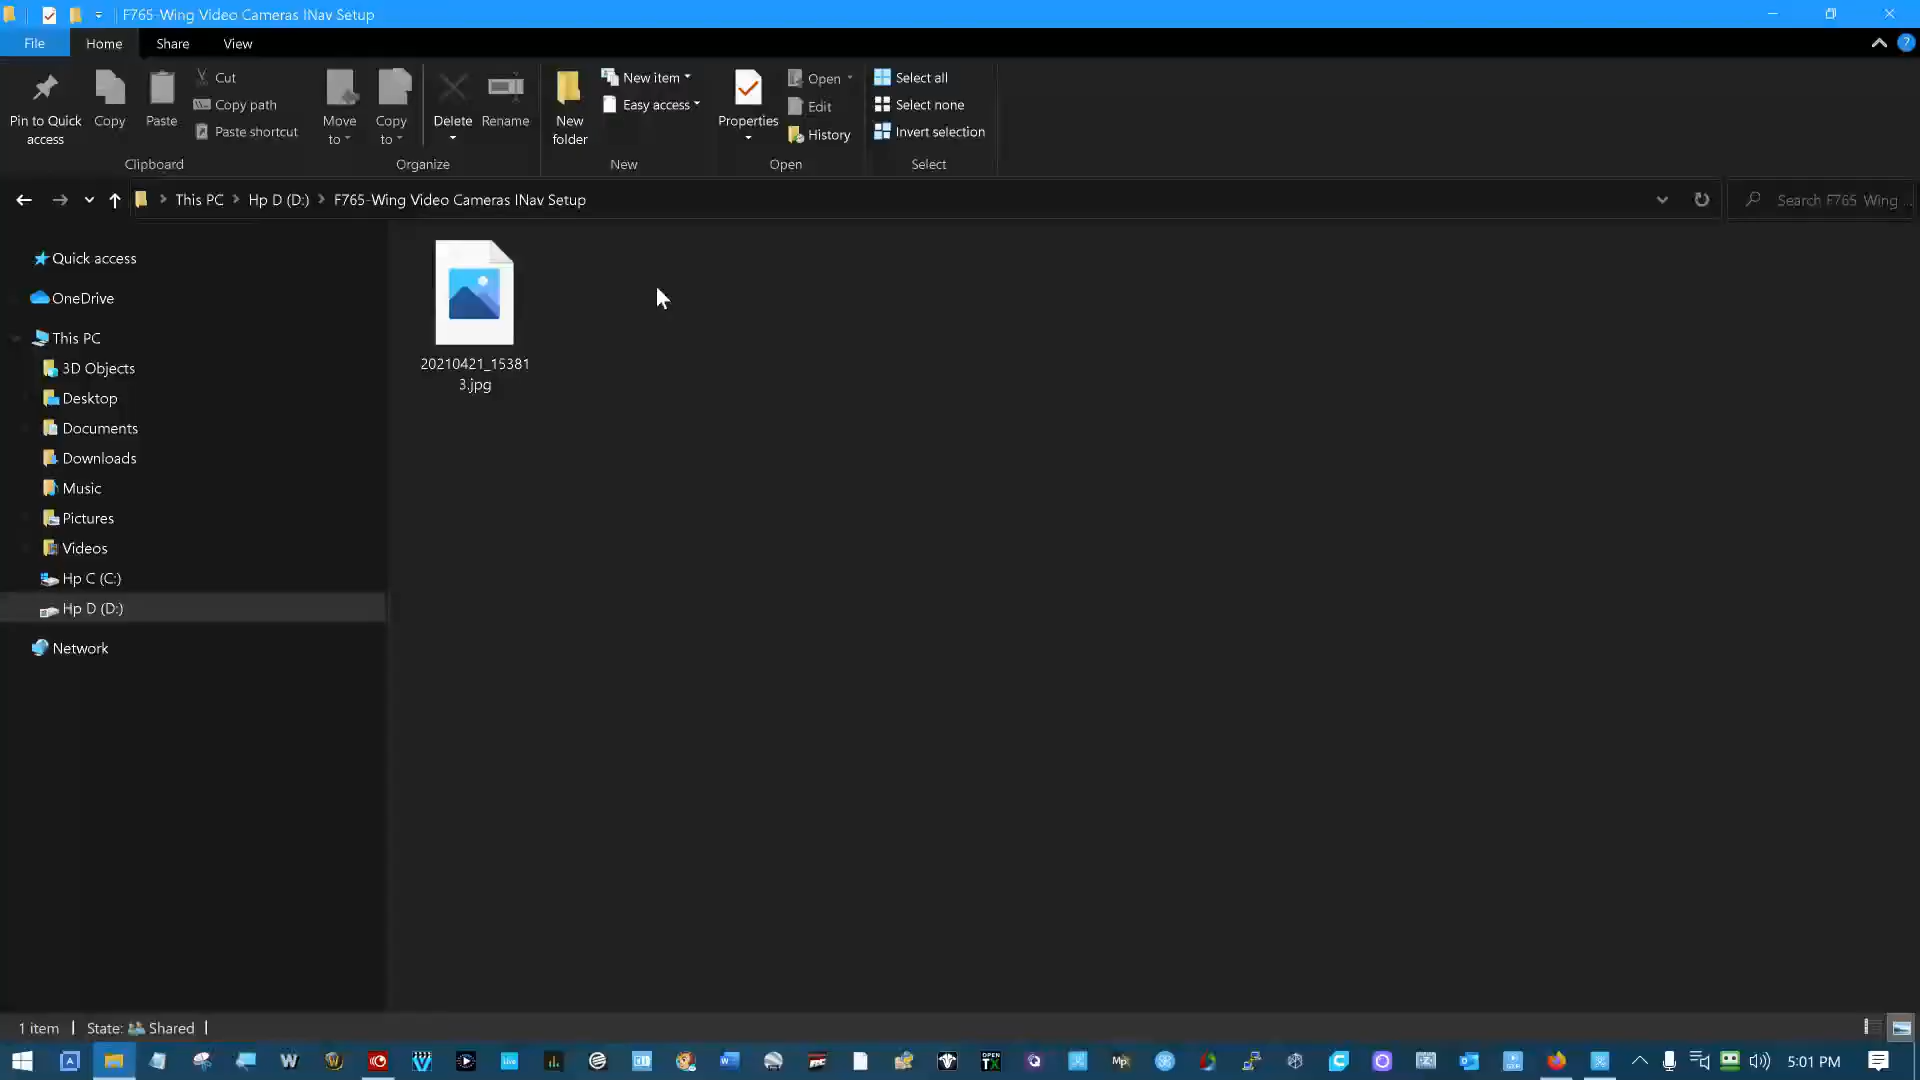 F765-Wing Video Cameras INav Setup
File
Home
Share
View
Pin to Quick
access
Copy
Paste
Cut
Copy path
Paste shortcut
Clipboard
Move
to
Copy
to
Delete
Rename
Organize
New
folder
New item
Easy access
New
Properties
Open
Edit
History
Open
Select all
Select none
Invert selection
Select
This PC
Hp D (D:)
F765-Wing Video Cameras INav Setup
Search F765-Wing ...
Quick access
OneDrive
This PC
3D Objects
Desktop
Documents
Downloads
Music
Pictures
Videos
Hp C (C:)
Hp D (D:)
Network
20210421_15381
3.jpg
1 item
State:
Shared
5:01 PM